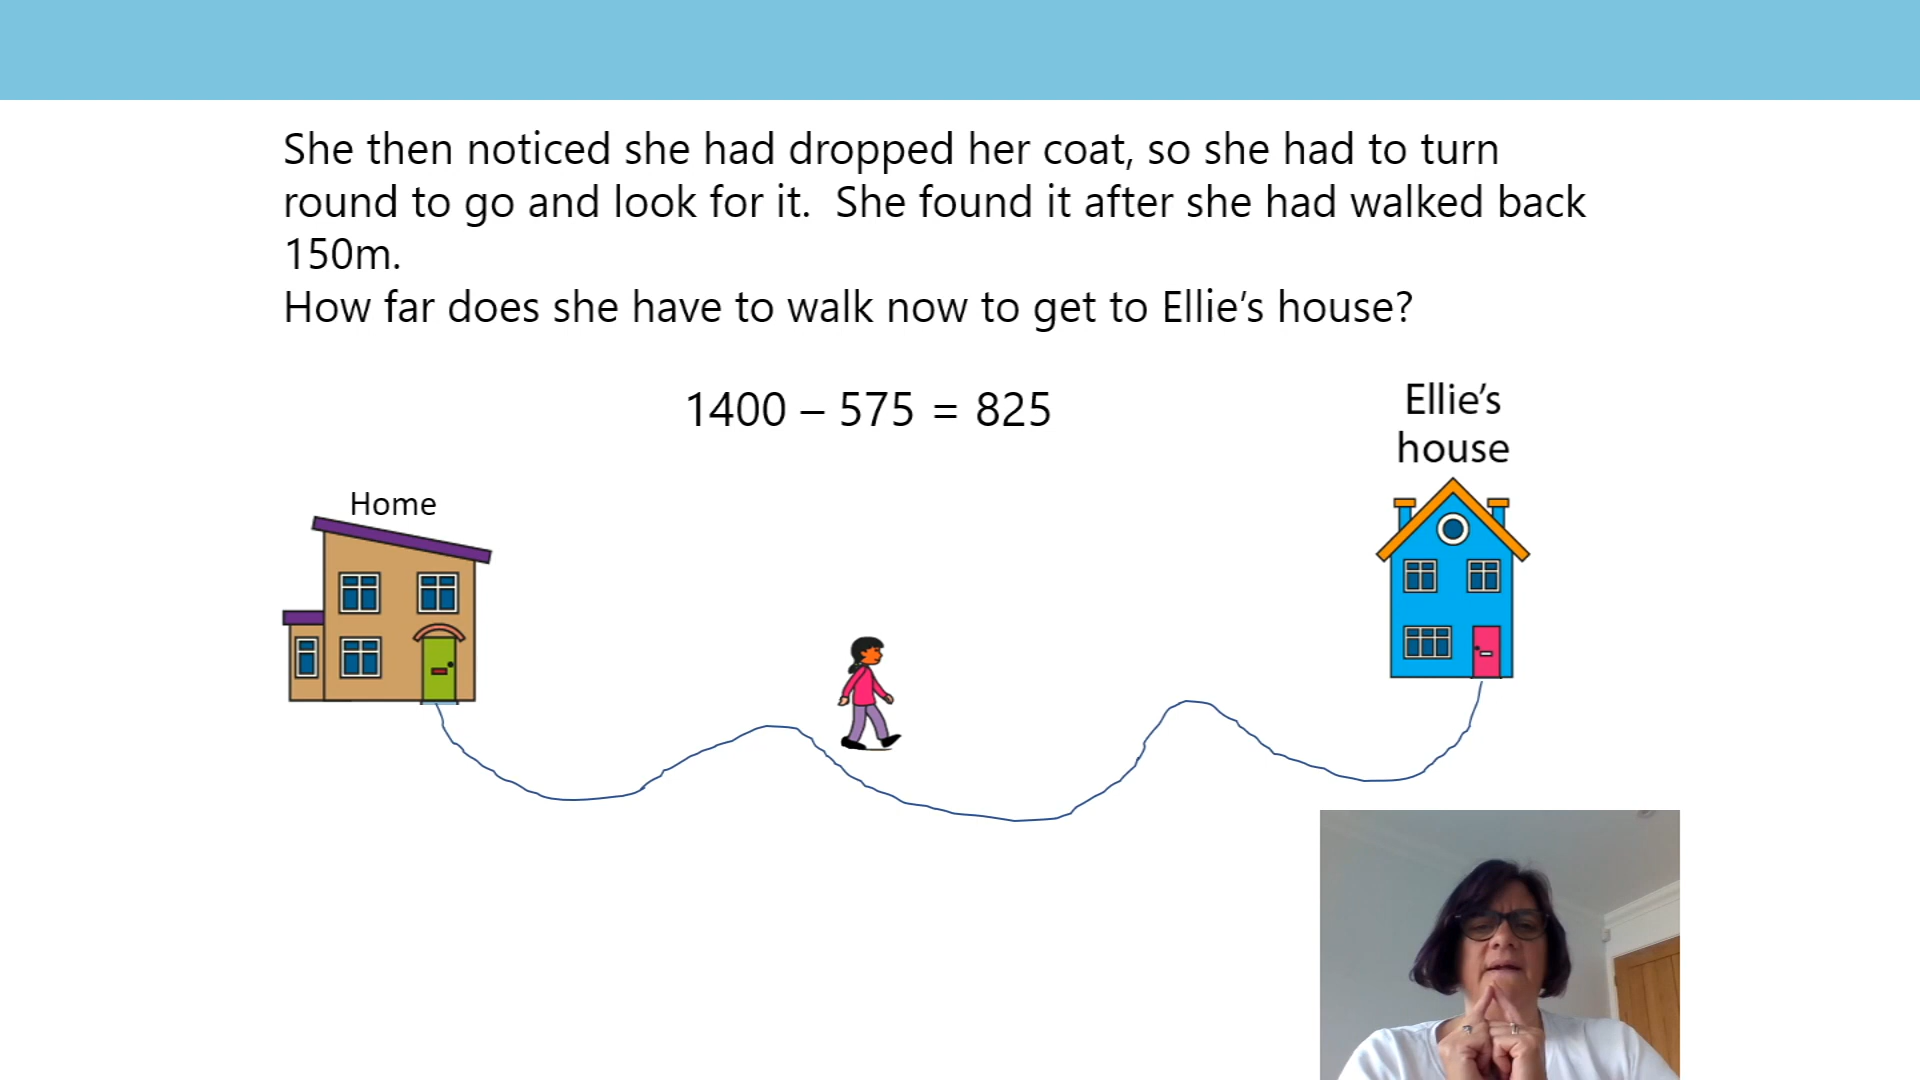 She then noticed she had dropped her coat, so she had to turn
round to go and look for it.  She found it after she had walked back
150m.
How far does she have to walk now to get to Ellie’s house?
1400 – 575 = 825
Ellie’s
house
Home